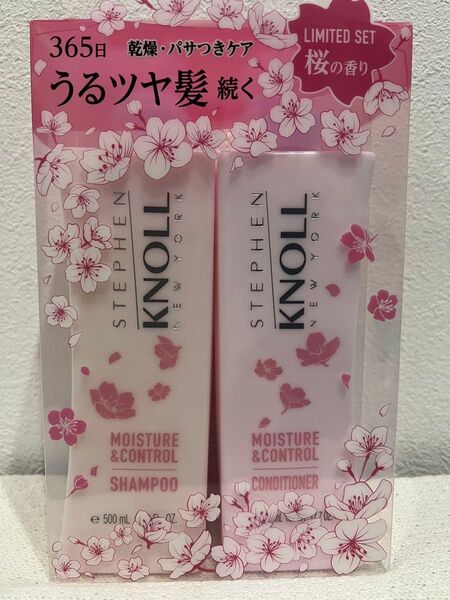 365日 乾燥・パサつきケア
うるツヤ髪 続く
LIMITED SET
桜の香り
STEPHEN
KNOLL
NEW YORK
MOISTURE
&CONTROL
SHAMPOO
e 500 mL OZ.
STEPHEN
KNOLL
NEW YORK
MOISTURE
&CONTROL
CONDITIONER
OZ.